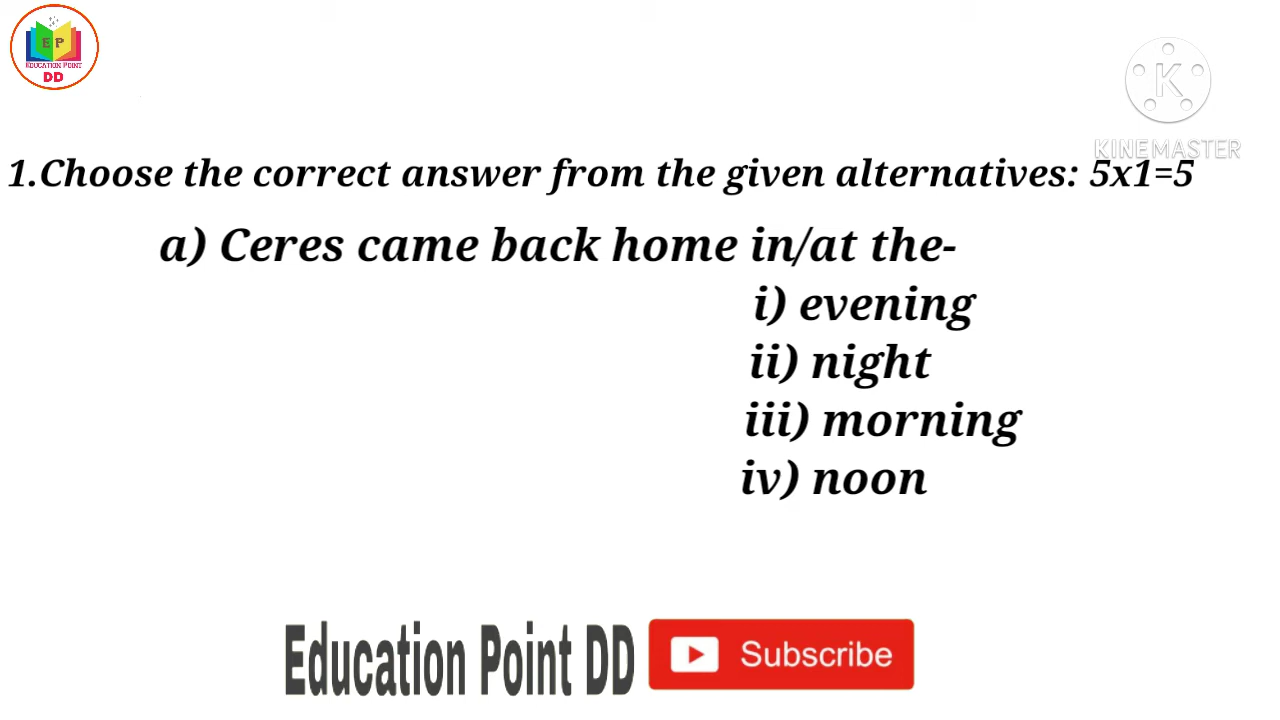 E P
EDUCATION POINT
DD
K
KINEMASTER
1.Choose the correct answer from the given alternatives: 5x1=5
a) Ceres came back home in/at the-
i) evening
ii) night
iii) morning
iv) noon
Education Point DD Subscribe